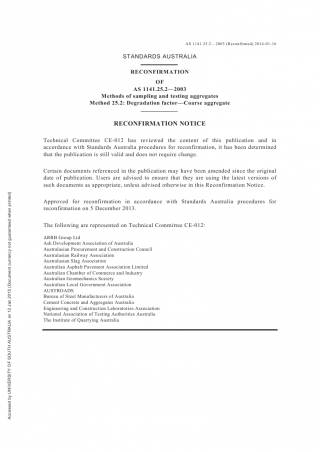 AS 1141.25.2—2003 (Reconfirmed) 2014-01-16
STANDARDS AUSTRALIA
RECONFIRMATION
OF
AS 1141.25.2—2003
Methods of sampling and testing aggregates
Method 25.2: Degradation factor—Coarse aggregate
RECONFIRMATION NOTICE
Technical Committee CE-012 has reviewed the content of this publication and in
accordance with Standards Australia procedures for reconfirmation, it has been determined
that the publication is still valid and does not require change.
Certain documents referenced in the publication may have been amended since the original
date of publication. Users are advised to ensure that they are using the latest versions of
such documents as appropriate, unless advised otherwise in this Reconfirmation Notice.
Approved for reconfirmation in accordance with Standards Australia procedures for
reconfirmation on 5 December 2013.
The following are represented on Technical Committee CE-012:
ARRB Group Ltd
Ash Development Association of Australia
Australasian Procurement and Construction Council
Australasian Railway Association
Australasian Slag Association
Australian Asphalt Pavement Association Limited
Australian Chamber of Commerce and Industry
Australian Geomechanics Society
Australian Local Government Association
AUSTROADS
Bureau of Steel Manufacturers of Australia
Cement Concrete and Aggregates Australia
Engineering and Construction Laboratories Association
National Association of Testing Authorities Australia
The Institute of Quarrying Australia
Accessed by UNIVERSITY OF SOUTH AUSTRALIA on 12 Jan 2015 (Document currency not guaranteed when printed)